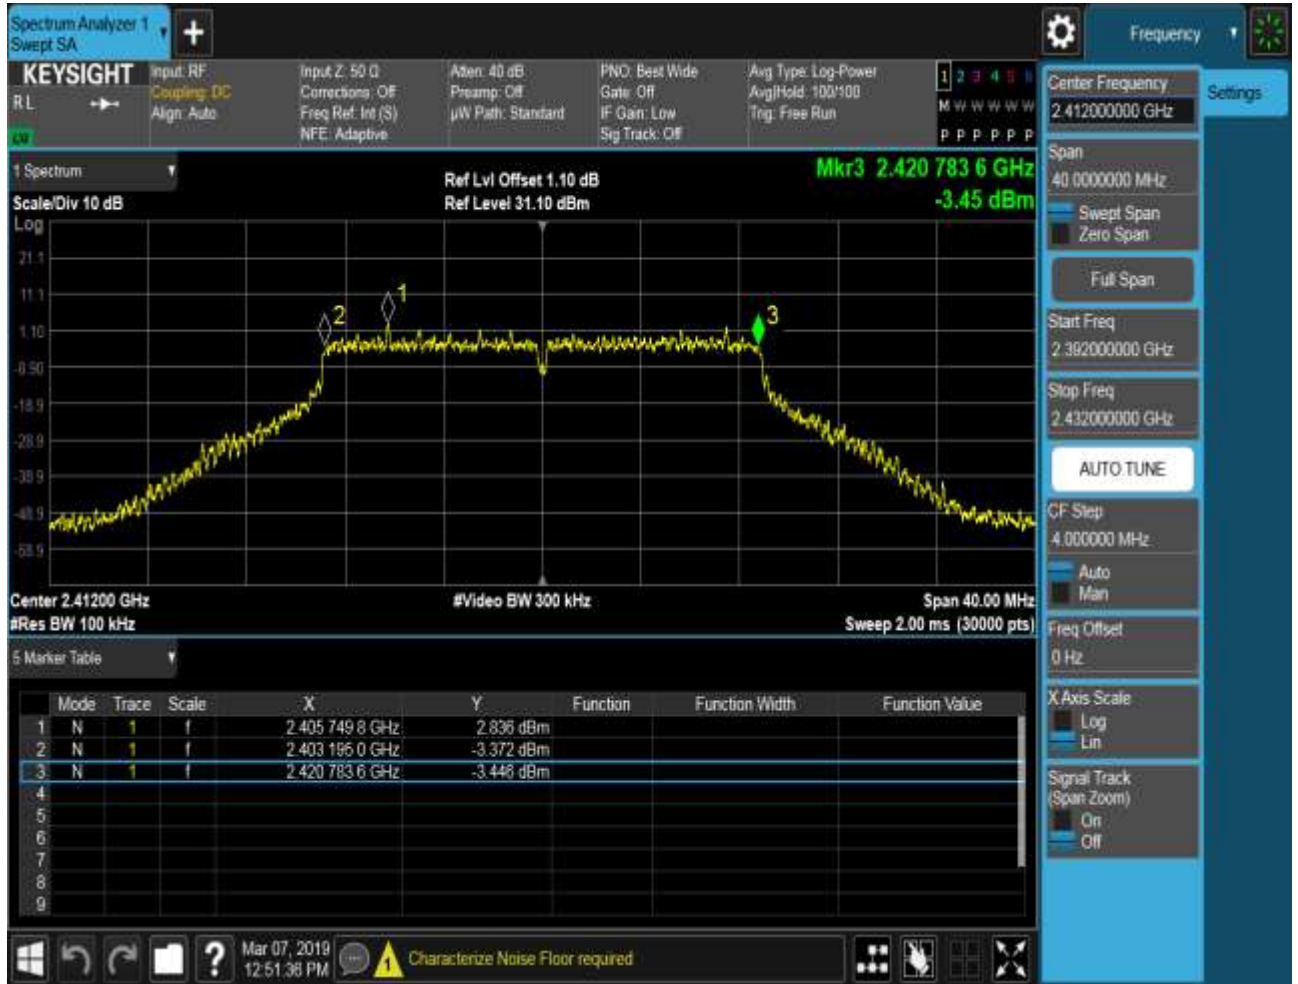 Spectrum Analyzer 1
Swept SA
Frequency
KEYSIGHT
RL
Input: RF
Coupling: DC
Align: Auto
Input Z: 50 Ω
Corrections: Off
Freq Ref: Int (S)
NFE: Adaptive
Atten: 40 dB
Preamp: Off
µW Path: Standard
PNO: Best Wide
Gate: Off
IF Gain: Low
Sig Track: Off
Avg Type: Log-Power
Avg|Hold: 100/100
Trig: Free Run
1 2 3 4 5 6
M W W W W W
P P P P P P
1 Spectrum
Scale/Div 10 dB
Ref Lvl Offset 1.10 dB
Ref Level 31.10 dBm
Mkr3 2.420 783 6 GHz
-3.45 dBm
Log
21.1
11.1
1.10
-8.90
-18.9
-28.9
-38.9
-48.9
-58.9
2
1
3
Center 2.41200 GHz
#Res BW 100 kHz
#Video BW 300 kHz
Span 40.00 MHz
Sweep 2.00 ms (30000 pts)
5 Marker Table
Mode Trace Scale X Y Function Function Width Function Value
1 N 1 f 2.405 749 8 GHz 2.836 dBm
2 N 1 f 2.403 195 0 GHz -3.372 dBm
3 N 1 f 2.420 783 6 GHz -3.446 dBm
4
5
6
7
8
9
Mar 07, 2019
12:51:36 PM
1
Characterize Noise Floor required
?
Center Frequency
2.412000000 GHz
Settings
Span
40.0000000 MHz
Swept Span
Zero Span
Full Span
Start Freq
2.392000000 GHz
Stop Freq
2.432000000 GHz
AUTO TUNE
CF Step
4.000000 MHz
Auto
Man
Freq Offset
0 Hz
X Axis Scale
Log
Lin
Signal Track
(Span Zoom)
On
Off